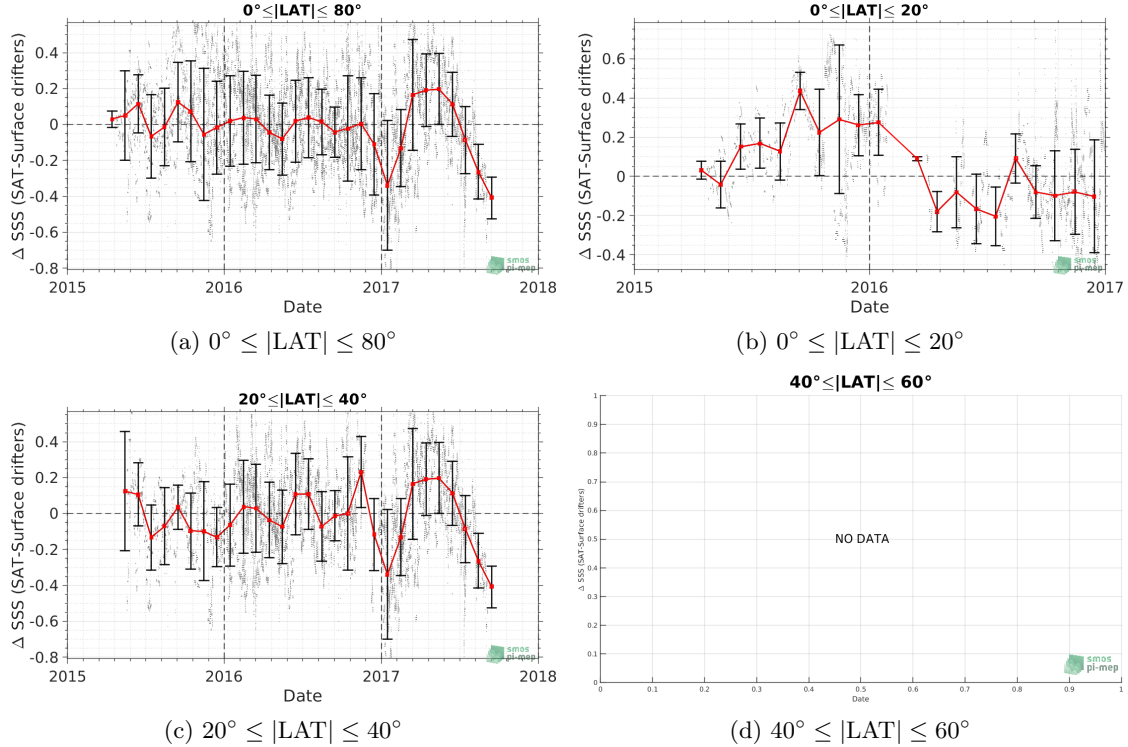 0°≤|LAT|≤ 80°
Δ SSS (SAT-Surface drifters)
0.4
0.2
0
-0.2
-0.4
-0.6
-0.8
2015
2016
2017
2018
Date
smos
pi-mep
(a) 0° ≤ |LAT| ≤ 80°
0°≤|LAT|≤ 20°
Δ SSS (SAT-Surface drifters)
0.6
0.4
0.2
0
-0.2
-0.4
2015
2016
2017
Date
smos
pi-mep
(b) 0° ≤ |LAT| ≤ 20°
20°≤|LAT|≤ 40°
Δ SSS (SAT-Surface drifters)
0.4
0.2
0
-0.2
-0.4
-0.6
-0.8
2015
2016
2017
2018
Date
smos
pi-mep
(c) 20° ≤ |LAT| ≤ 40°
40°≤|LAT|≤ 60°
Δ SSS (SAT-Surface drifters)
1
0.9
0.8
0.7
0.6
0.5
0.4
0.3
0.2
0.1
0
NO DATA
0
0.1
0.2
0.3
0.4
0.5
0.6
0.7
0.8
0.9
1
Date
smos
pi-mep
(d) 40° ≤ |LAT| ≤ 60°